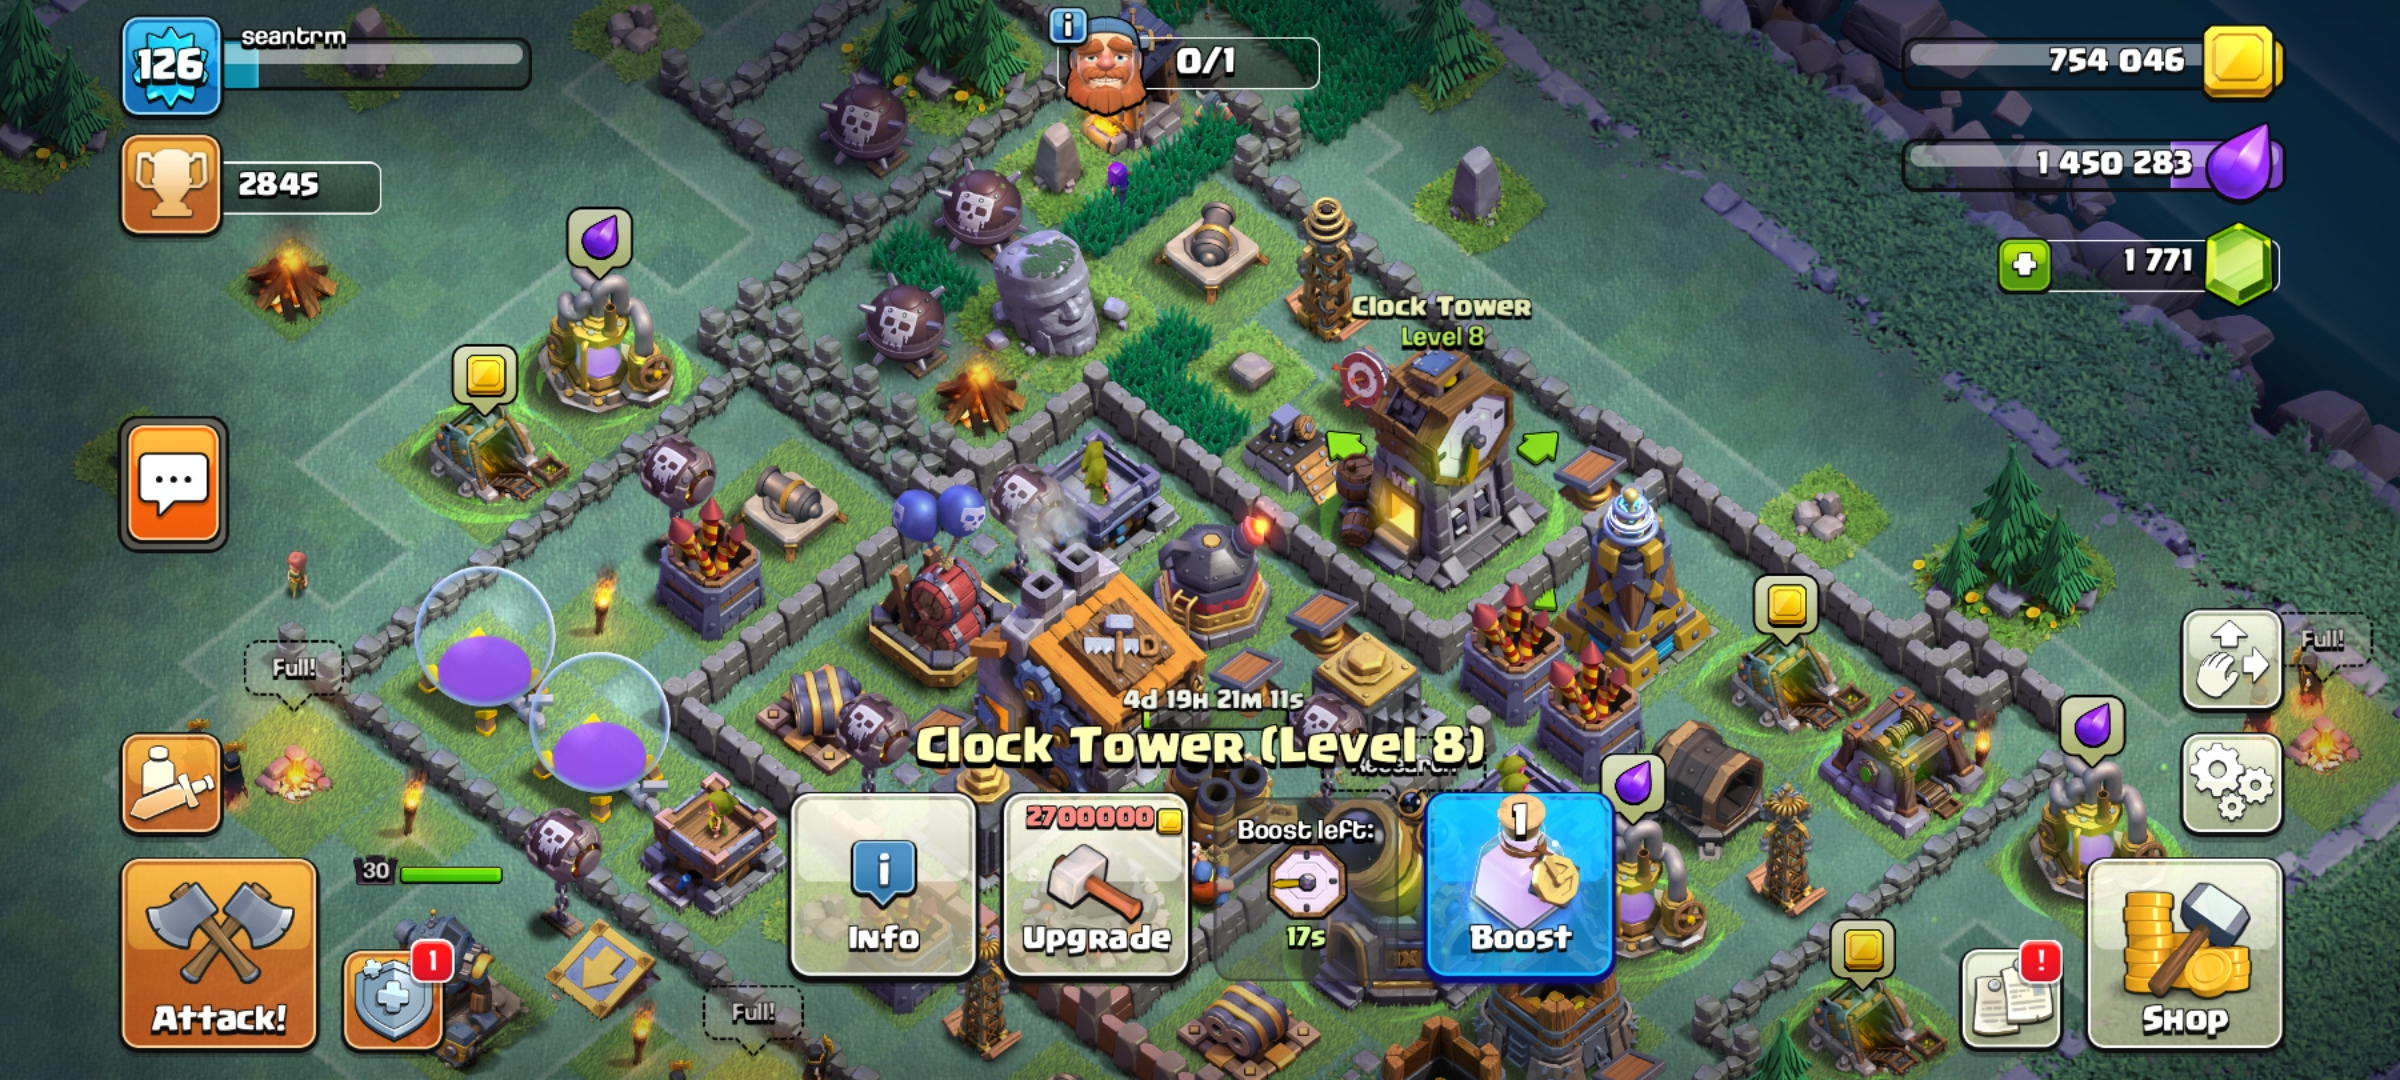 126
seantrm
0/1
754 046
2845
1 450 283
1 771
Clock Tower
Level 8
Full!
Full!
4d 19h 21m 11s
Clock Tower (Level 8)
Research
1
2700000
Boost left:
30
Info
Upgrade
17s
Boost
1
!
Full!
Attack!
Shop